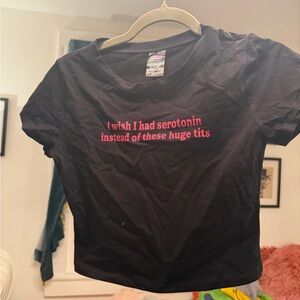 I wish I had serotonin
instead of these huge tits